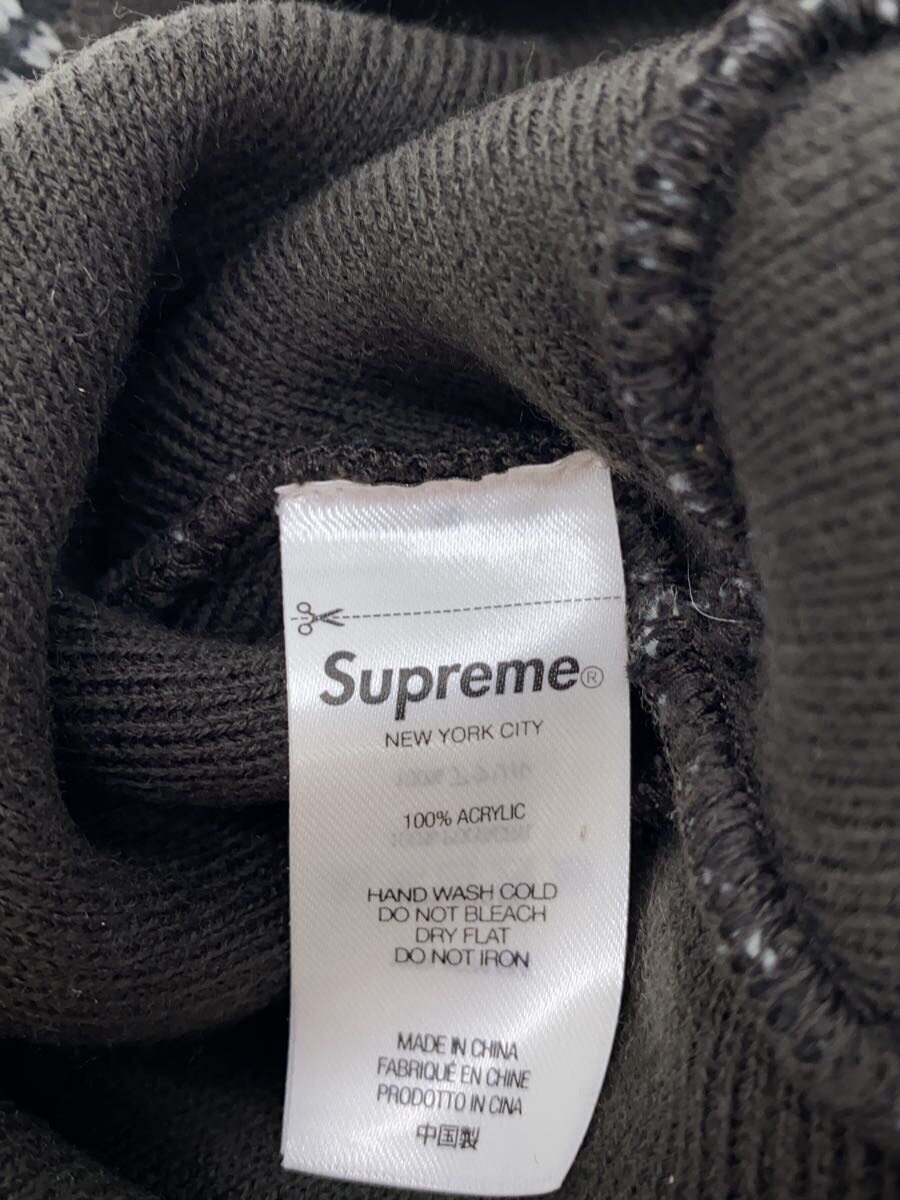 Supreme®
NEW YORK CITY
100% ACRYLIC
HAND WASH COLD
DO NOT BLEACH
DRY FLAT
DO NOT IRON
MADE IN CHINA
FABRIQUÉ EN CHINE
PRODOTTO IN CINA
中国製